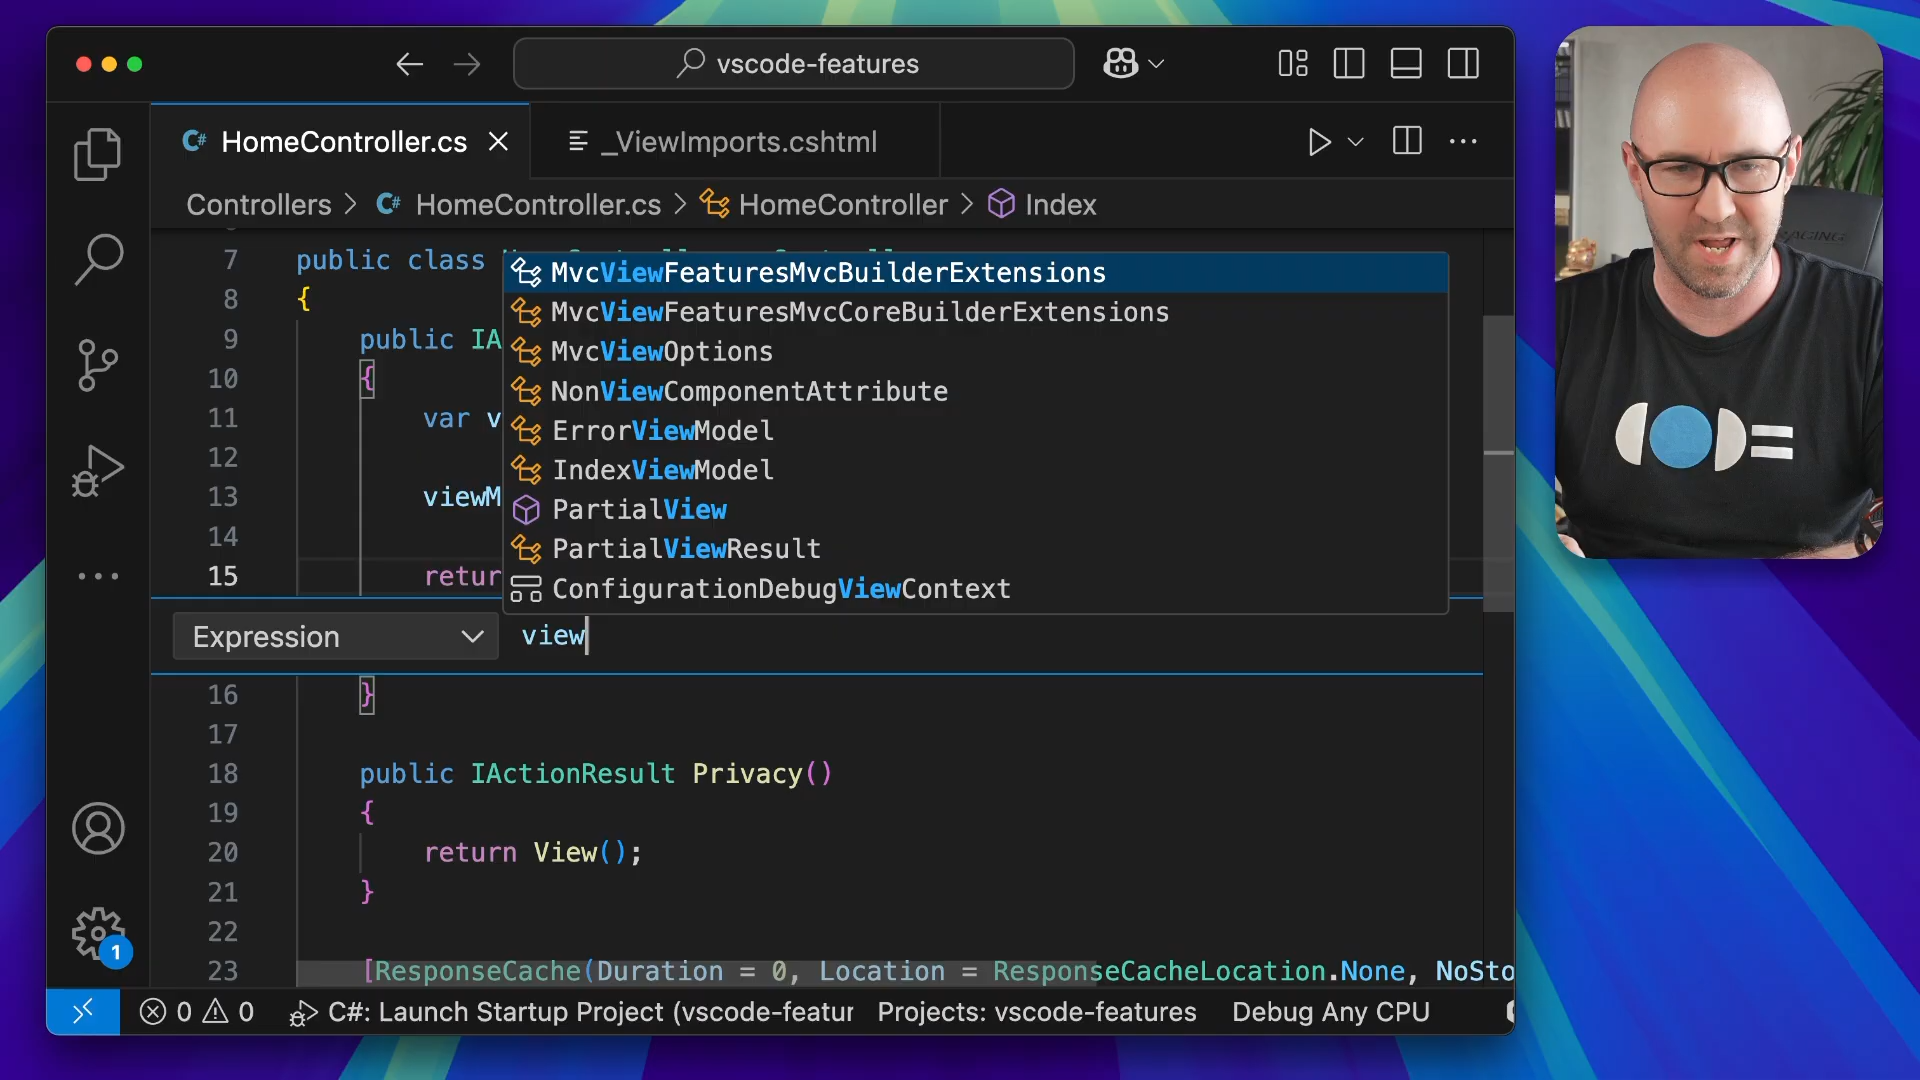 vscode-features
C# HomeController.cs
_ViewImports.cshtml
Controllers > C# HomeController.cs > HomeController > Index
7 public class
8 {
9 public IA
10 {
11 var v
12
13 viewM
14
15 retur
MvcViewFeaturesMvcBuilderExtensions
MvcViewFeaturesMvcCoreBuilderExtensions
MvcViewOptions
NonViewComponentAttribute
ErrorViewModel
IndexViewModel
PartialView
PartialViewResult
ConfigurationDebugViewContext
Expression
view
16 }
17
18 public IActionResult Privacy()
19 {
20 return View();
21 }
22
23 [ResponseCache(Duration = 0, Location = ResponseCacheLocation.None, NoSto
1
0 0 C#: Launch Startup Project (vscode-featur Projects: vscode-features Debug Any CPU